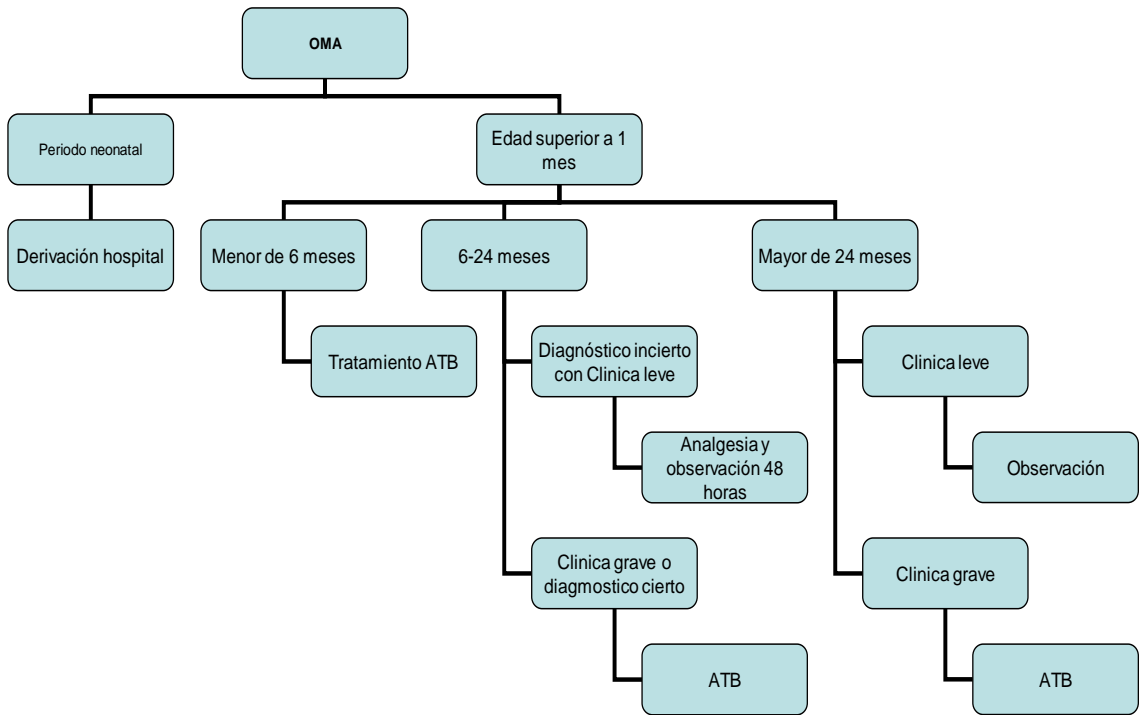 OMA
Periodo neonatal
Edad superior a 1
mes
Derivación hospital
Menor de 6 meses
6-24 meses
Mayor de 24 meses
Tratamiento ATB
Diagnóstico incierto
con Clinica leve
Clinica leve
Analgesia y
observación 48
horas
Observación
Clinica grave o
diagmostico cierto
Clinica grave
ATB
ATB